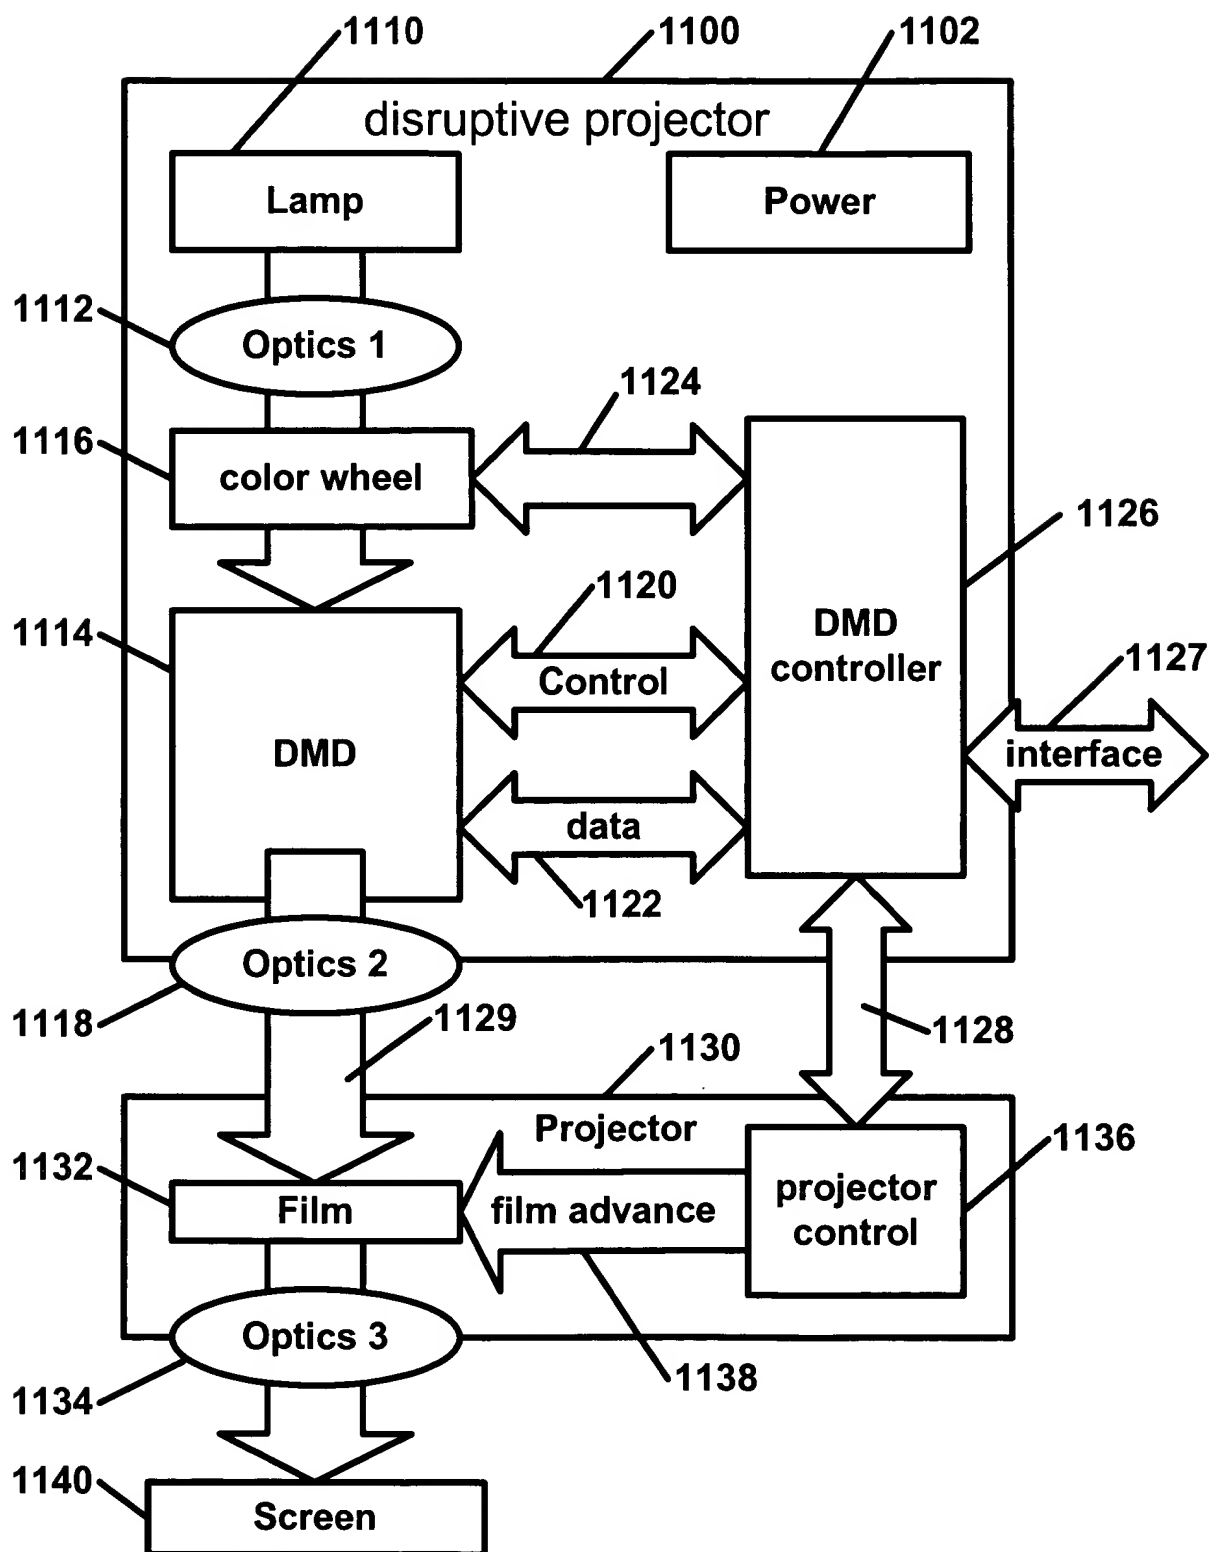 1110
1100
1102
disruptive projector
Lamp
Power
1112
Optics 1
1124
1116
color wheel
1126
1120
1114
DMD
controller
Control
1127
DMD
interface
data
1122
Optics 2
1118
1129
1128
1130
Projector
1136
1132
Film
film advance
projector
control
Optics 3
1138
1134
1140
Screen